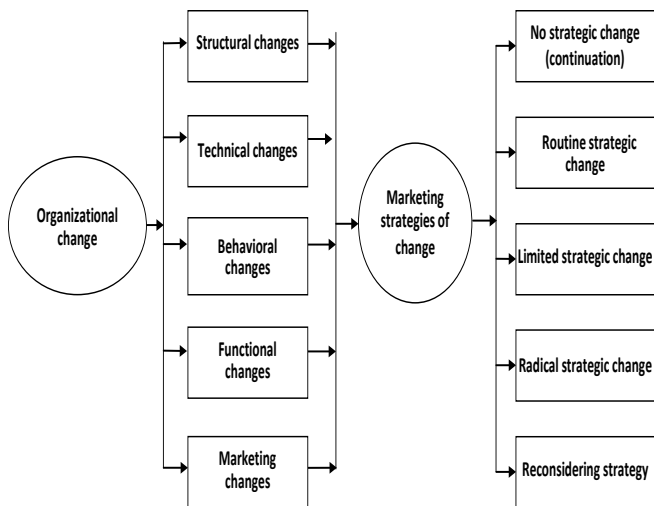 Organizational
change
Structural changes
Technical changes
Behavioral
changes
Functional
changes
Marketing
changes
Marketing
strategies of
change
No strategic change
(continuation)
Routine strategic
change
Limited strategic change
Radical strategic change
Reconsidering strategy